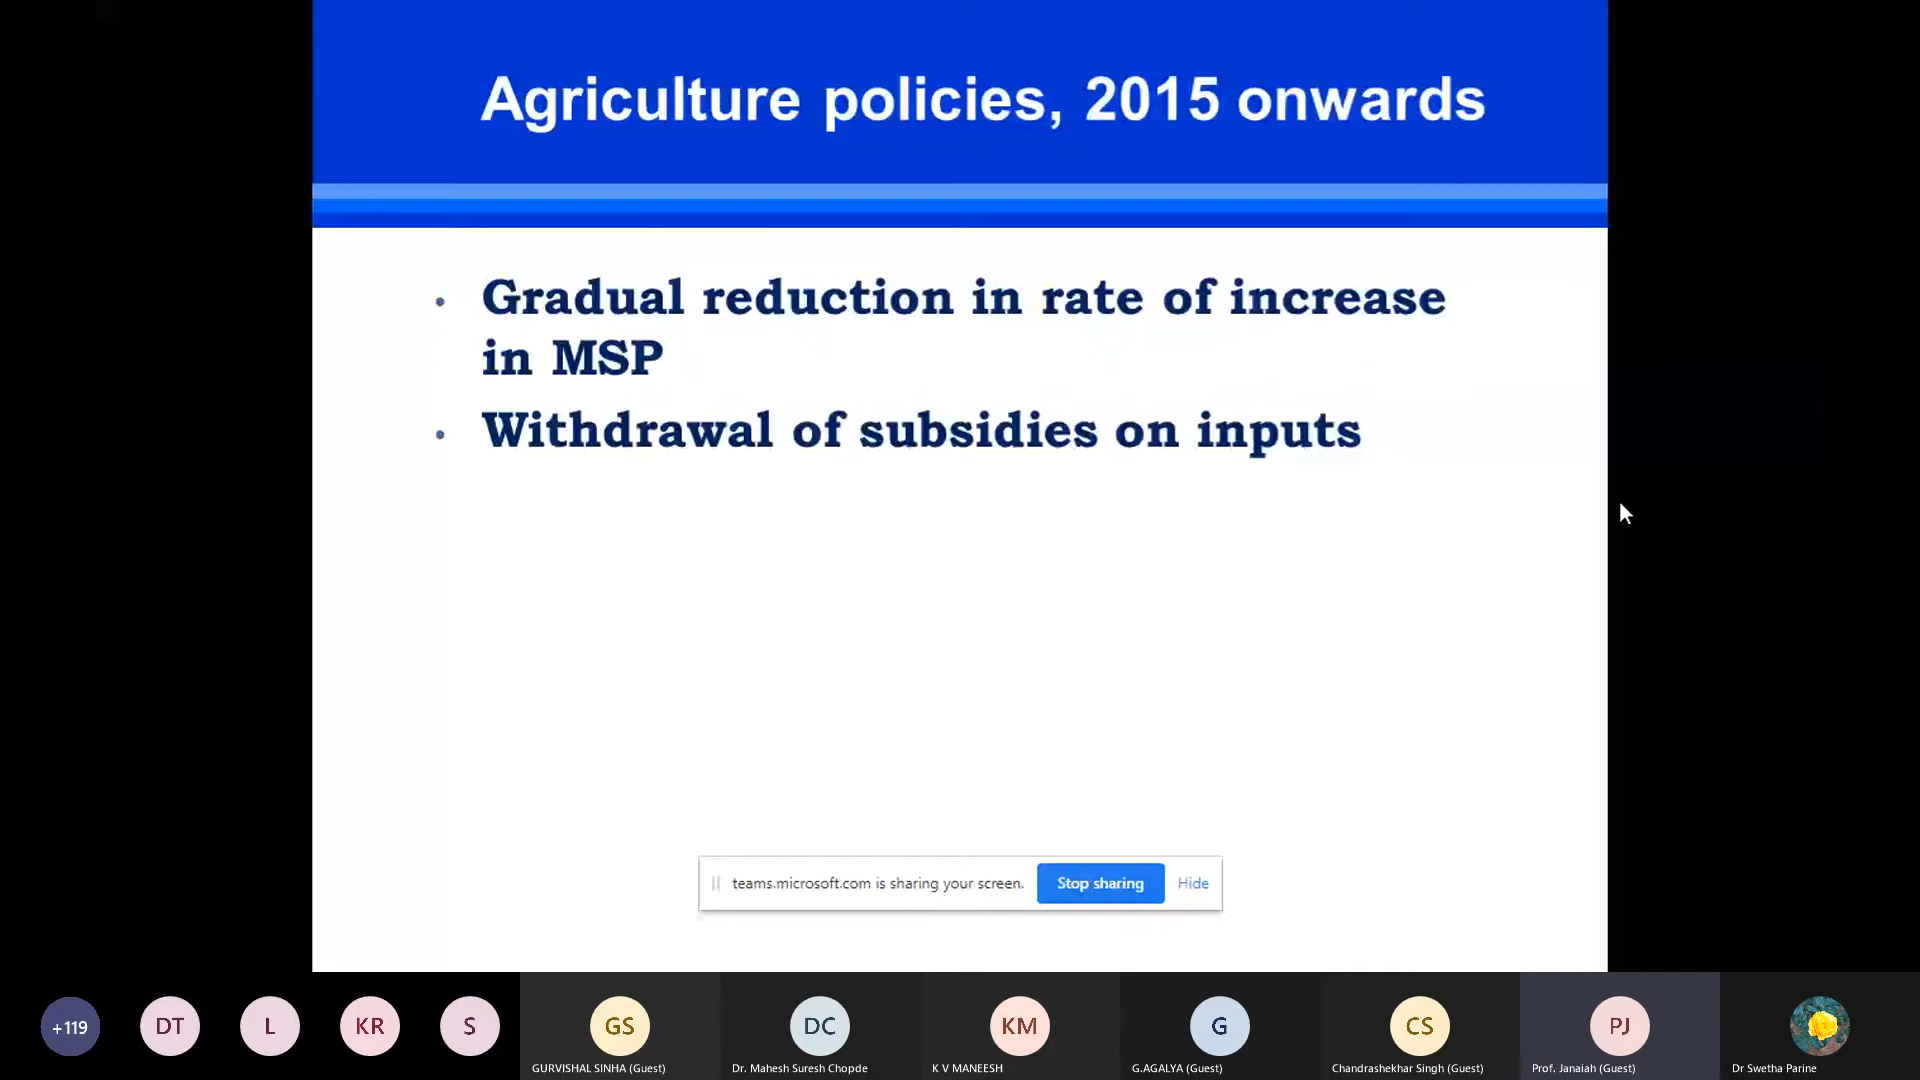 Agriculture policies, 2015 onwards
• Gradual reduction in rate of increase
in MSP
• Withdrawal of subsidies on inputs
teams.microsoft.com is sharing your screen. Stop sharing Hide
+119 DT L KR S GS DC KM G CS PJ
GURVISHAL SINHA (Guest) Dr. Mahesh Suresh Chopde K V MANEESH G.AGALYA (Guest) Chandrashekhar Singh (Guest) Prof. Janaiah (Guest) Dr Swetha Parine